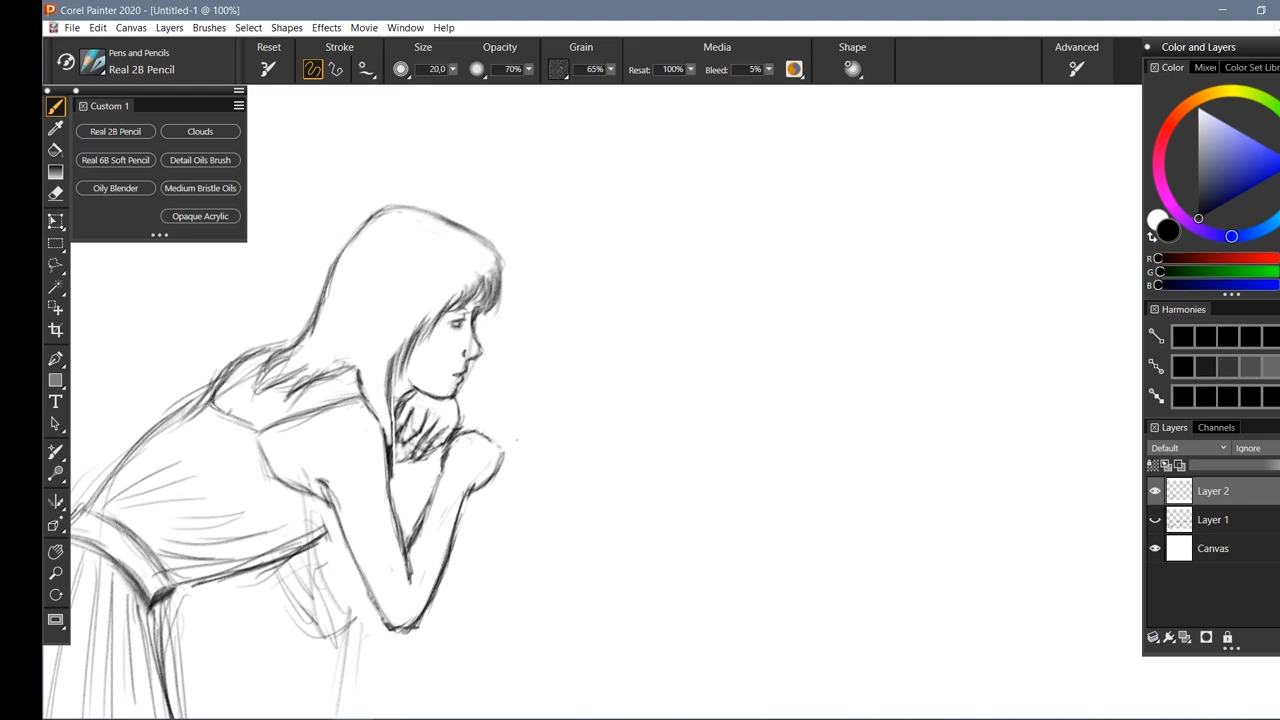 Corel Painter 2020 - [Untitled-1 @ 100%]
File Edit Canvas Layers Brushes Select Shapes Effects Movie Window Help
Pens and Pencils
Real 2B Pencil
Reset
Stroke
Size
20,0
Opacity
70%
Grain
65%
Media
Resat: 100% Bleed: 5%
Shape
Advanced
Color and Layers
Custom 1
Real 2B Pencil Clouds
Real 6B Soft Pencil Detail Oils Brush
Oily Blender Medium Bristle Oils
Opaque Acrylic
Color Mixer Color Set Libr
R
G
B
Harmonies
Layers Channels
Default Ignore
Layer 2
Layer 1
Canvas
T